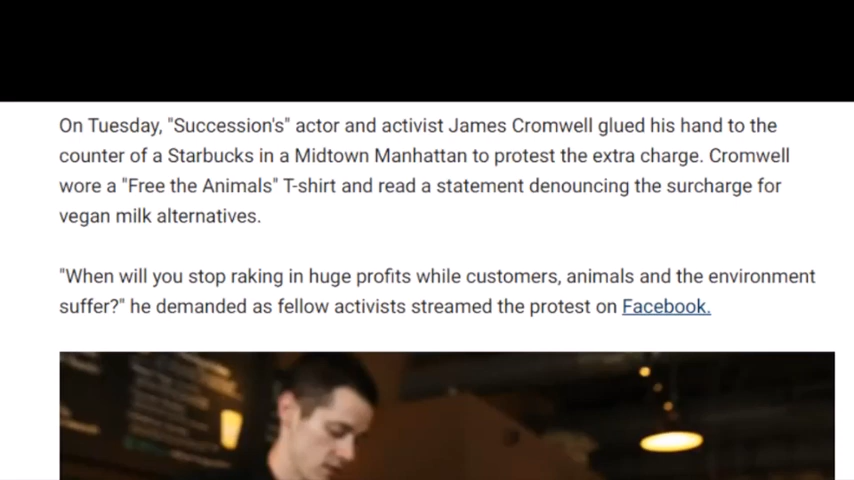 On Tuesday, "Succession's" actor and activist James Cromwell glued his hand to the
counter of a Starbucks in a Midtown Manhattan to protest the extra charge. Cromwell
wore a "Free the Animals" T-shirt and read a statement denouncing the surcharge for
vegan milk alternatives.
"When will you stop raking in huge profits while customers, animals and the environment
suffer?" he demanded as fellow activists streamed the protest on Facebook.